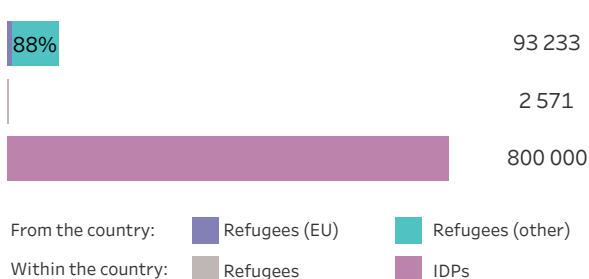 88% 93 233
2 571
800 000
From the country: Refugees (EU) Refugees (other)
Within the country: Refugees IDPs